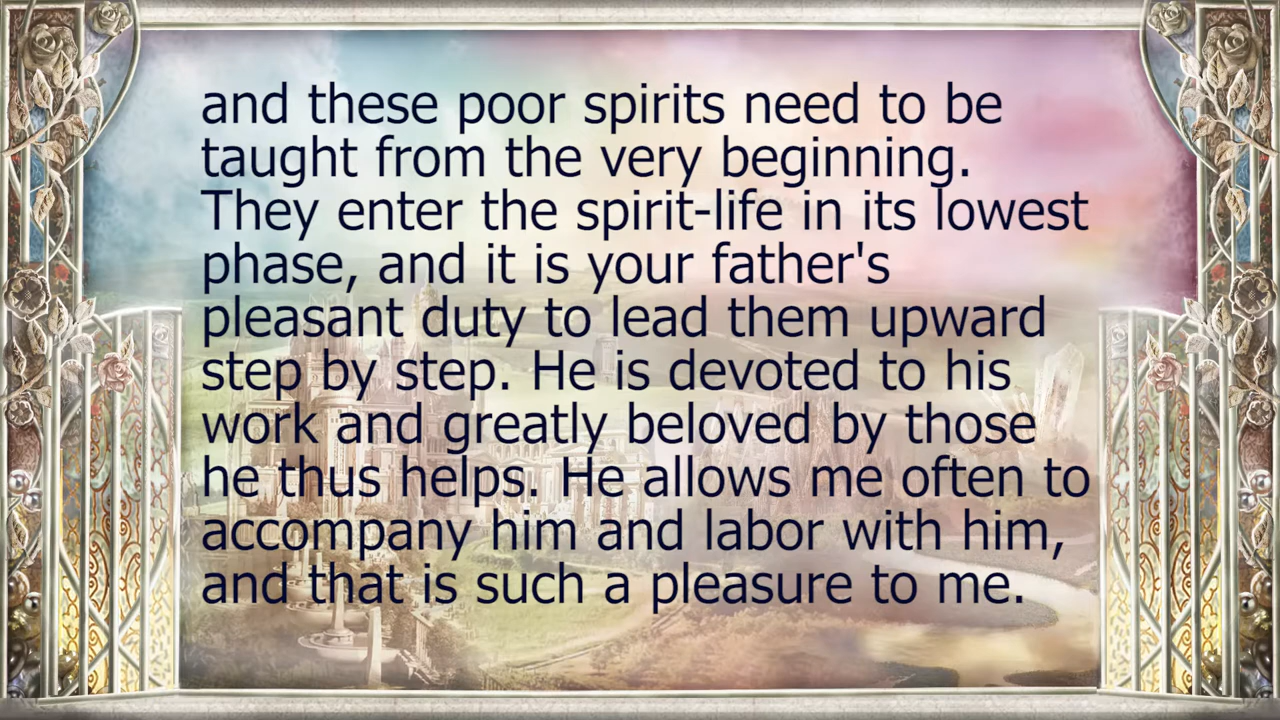 and these poor spirits need to be
taught from the very beginning.
They enter the spirit-life in its lowest
phase, and it is your father's
pleasant duty to lead them upward
step by step. He is devoted to his
work and greatly beloved by those
he thus helps. He allows me often to
accompany him and labor with him,
and that is such a pleasure to me.